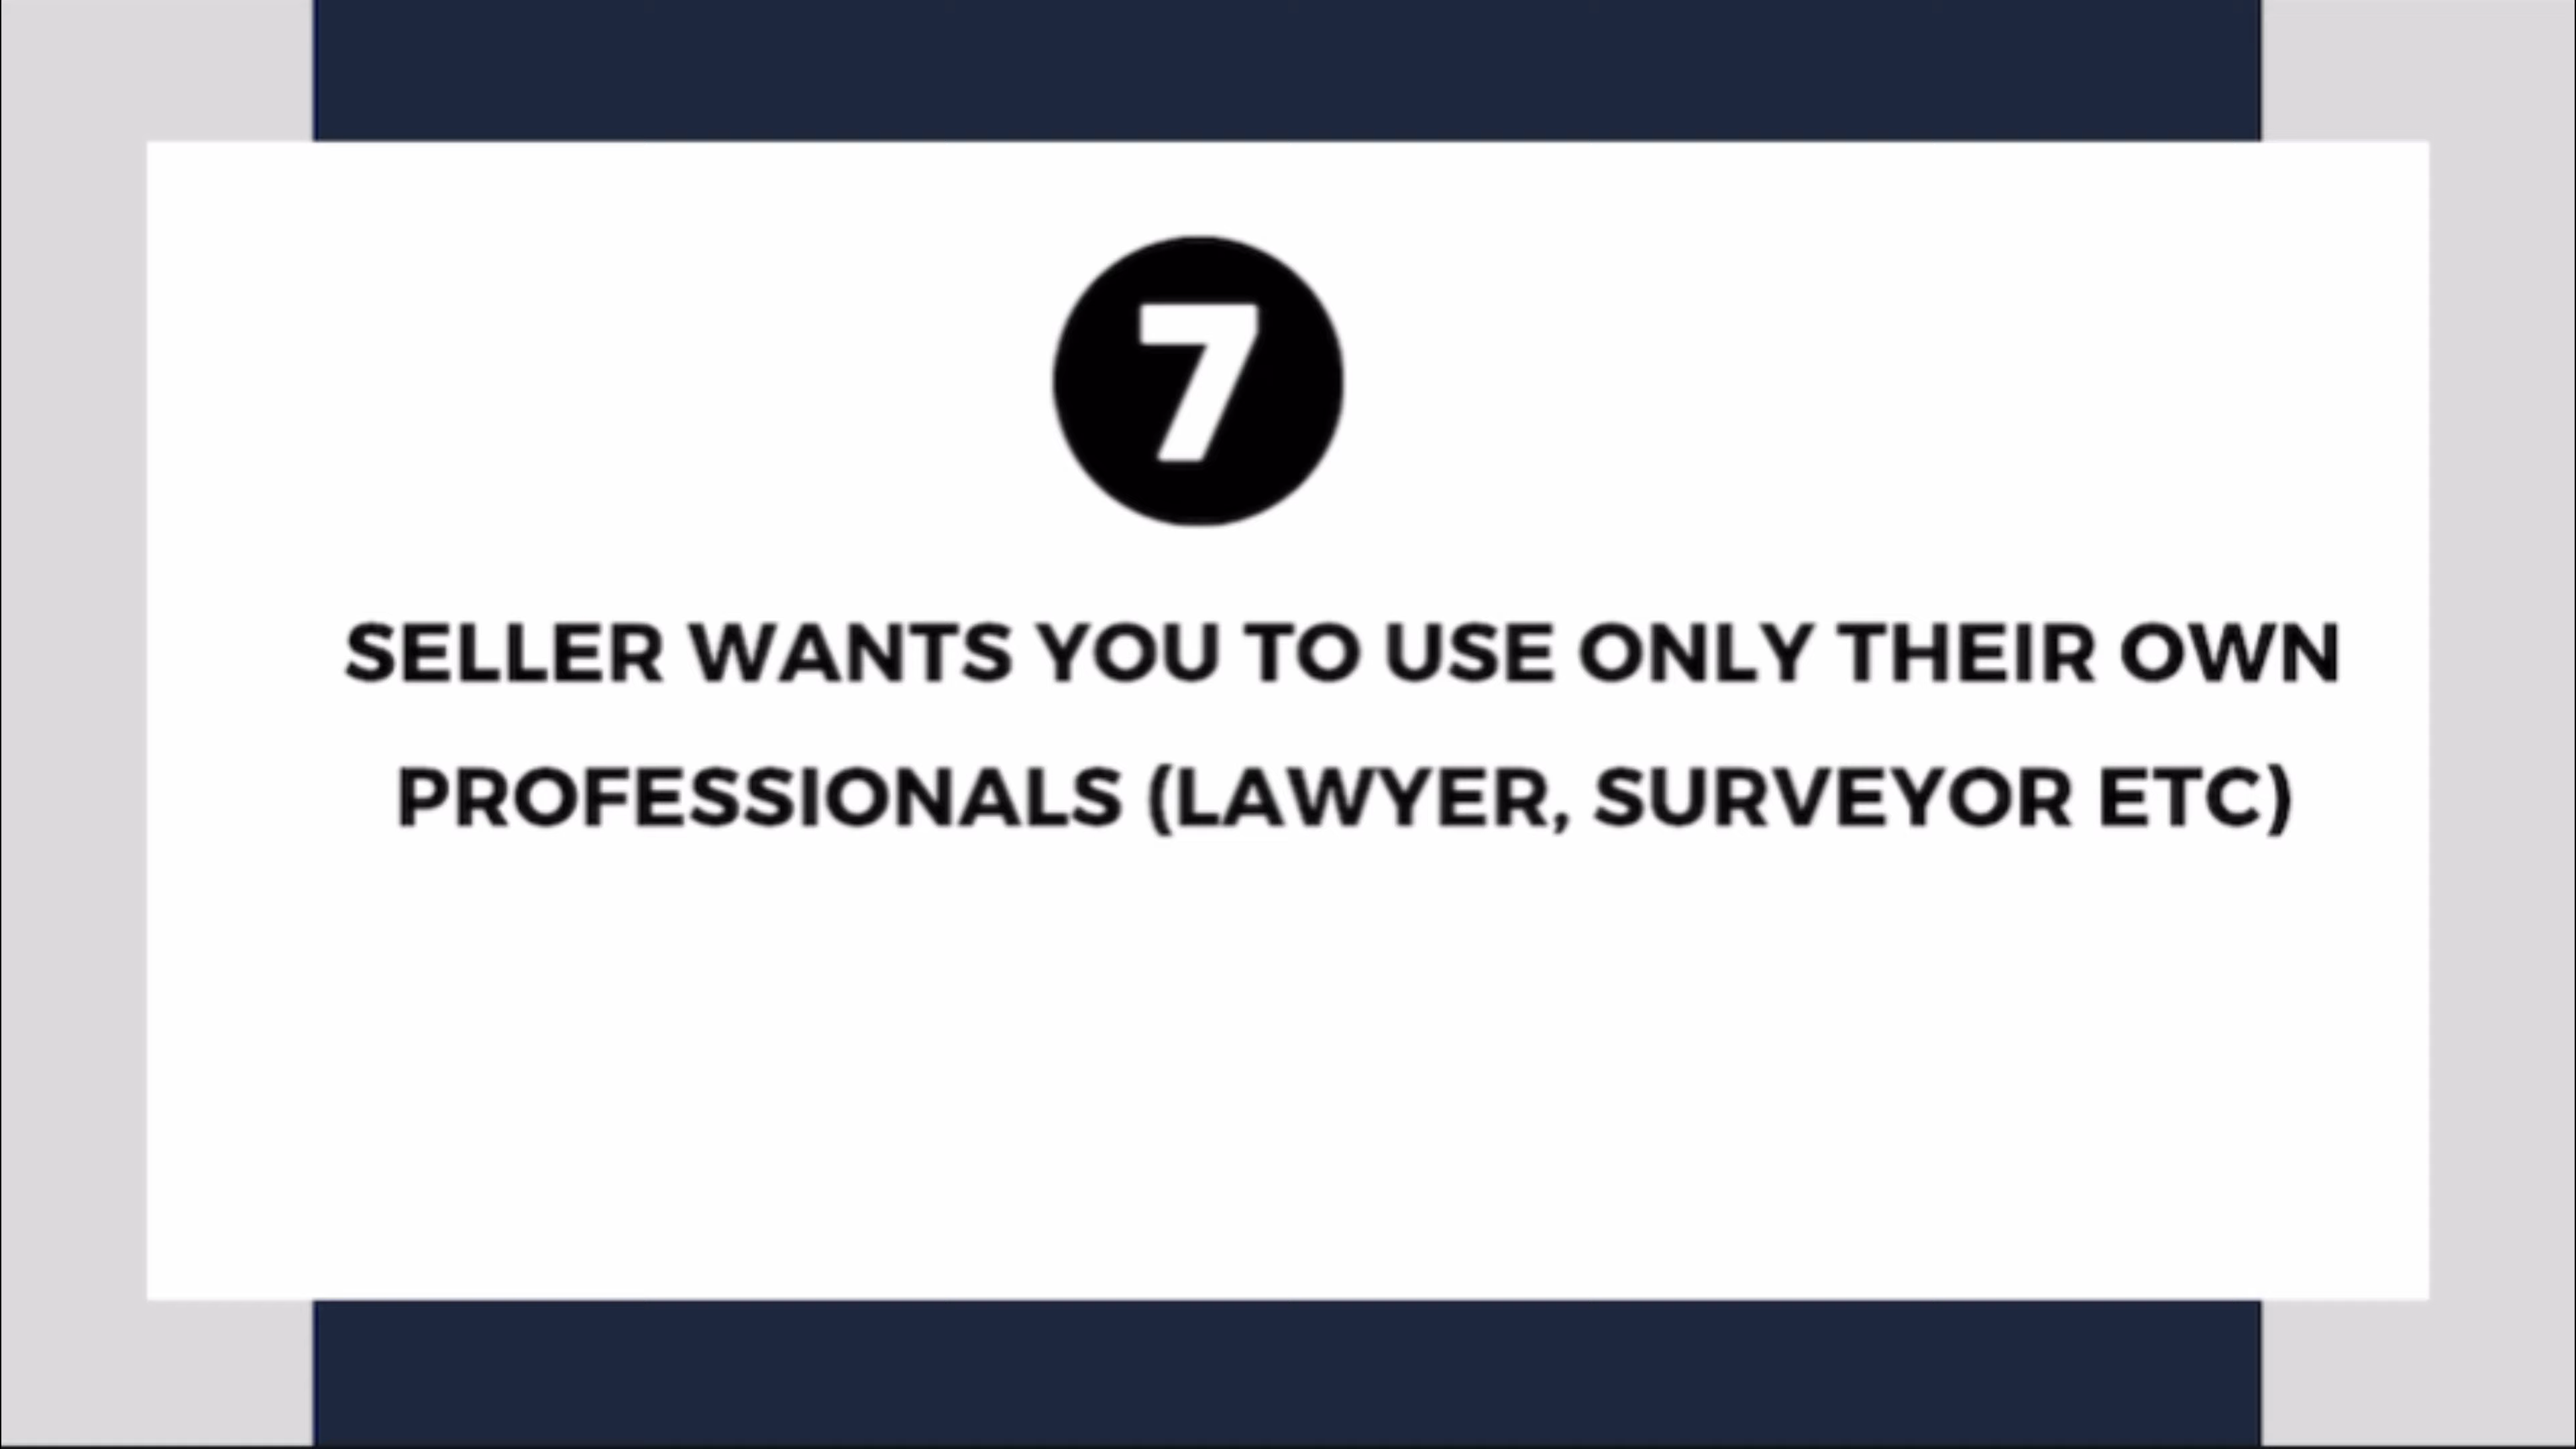 7
SELLER WANTS YOU TO USE ONLY THEIR OWN
PROFESSIONALS (LAWYER, SURVEYOR ETC)